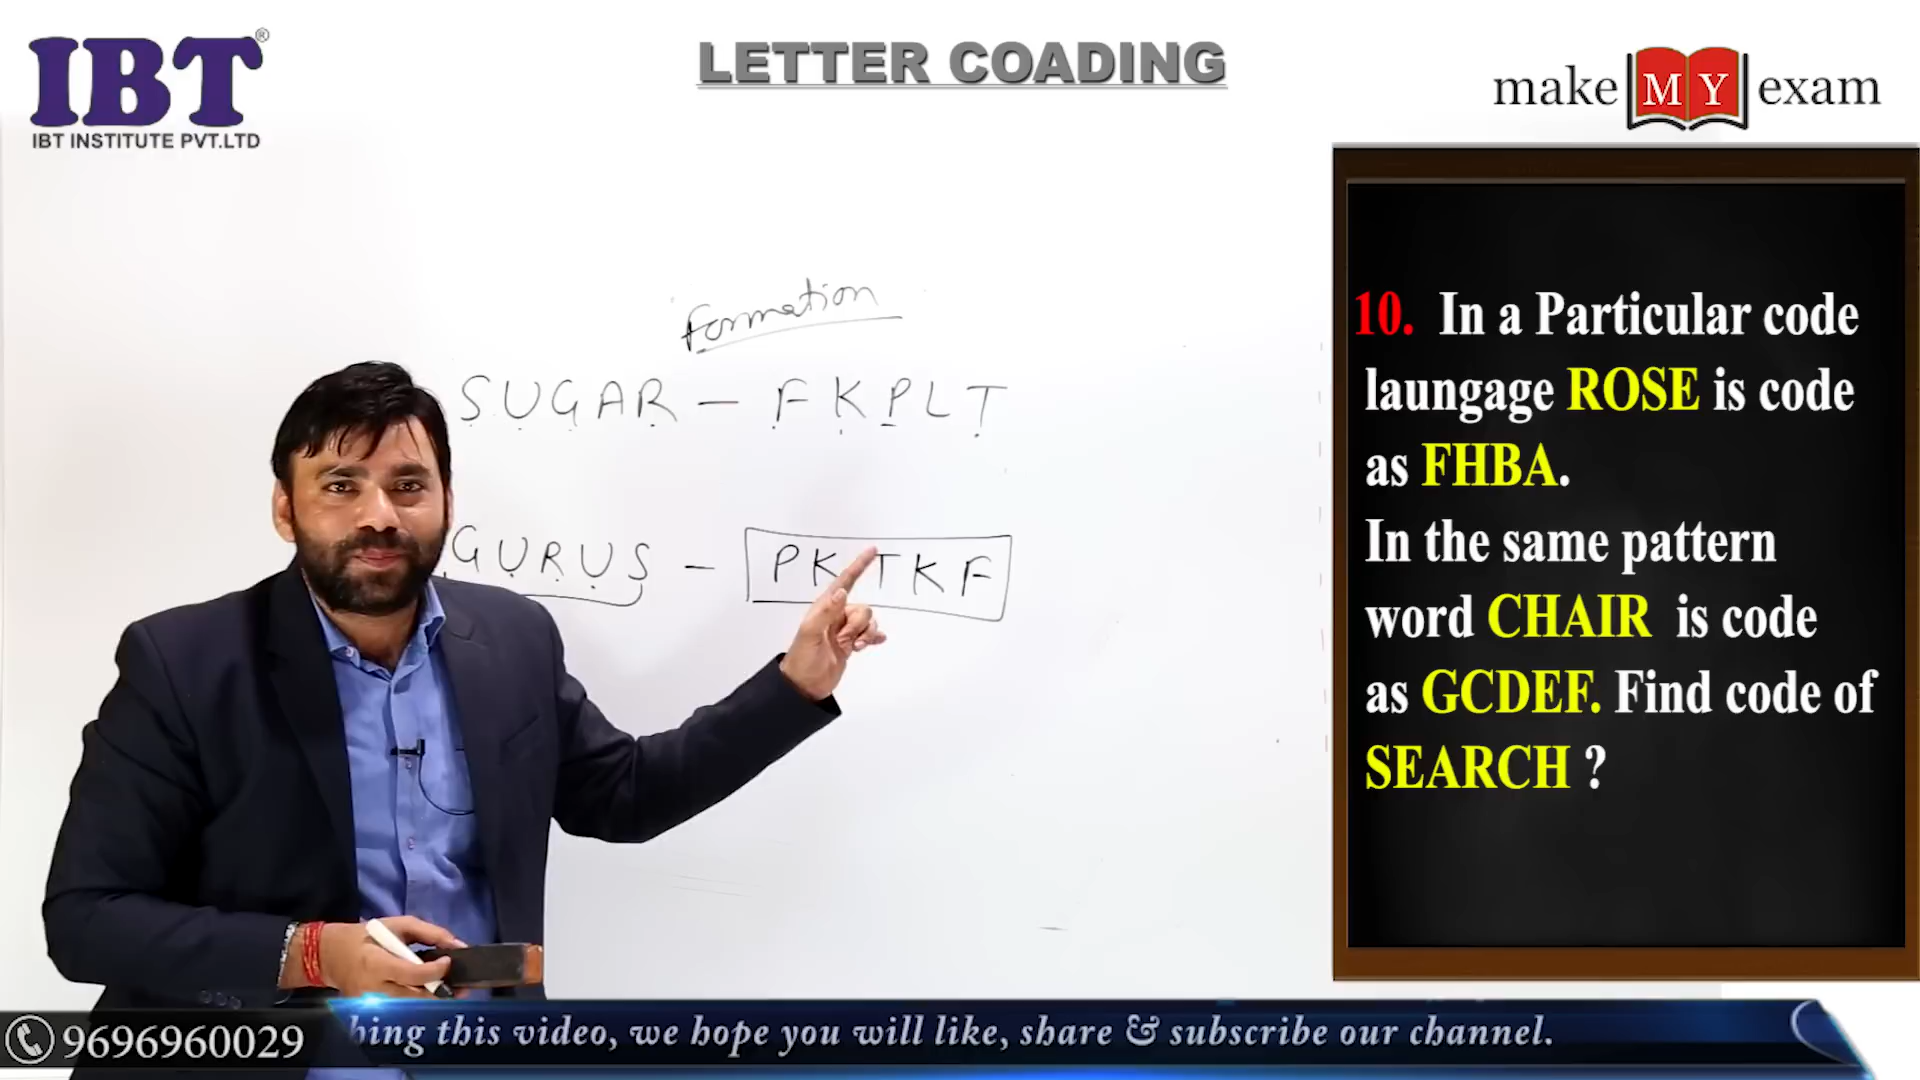 IBT®
IBT INSTITUTE PVT.LTD
LETTER COADING
make MY exam
Formation
SUGAR – FKPLT
GURUS – PKTKF
10. In a Particular code
laungage ROSE is code
as FHBA.
In the same pattern
word CHAIR is code
as GCDEF. Find code of
SEARCH ?
9696960029
hing this video, we hope you will like, share & subscribe our channel.